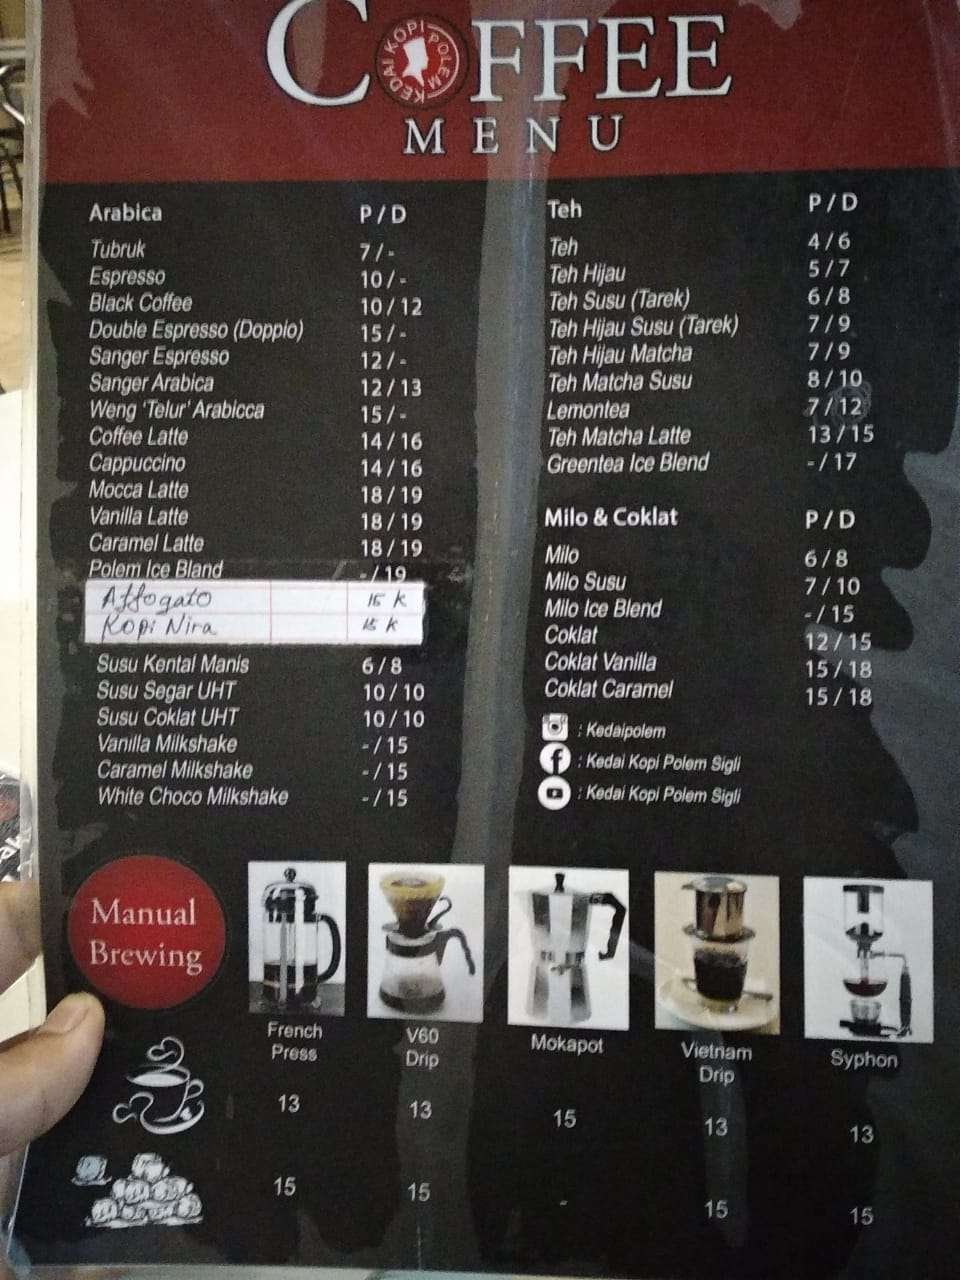 COFFEE
KEDAI KOPI POLEM
MENU
Arabica P / D
Tubruk 7 / -
Espresso 10 / -
Black Coffee 10 / 12
Double Espresso (Doppio) 15 / -
Sanger Espresso 12 / -
Sanger Arabica 12 / 13
Weng 'Telur' Arabicca 15 / -
Coffee Latte 14 / 16
Cappuccino 14 / 16
Mocca Latte 18 / 19
Vanilla Latte 18 / 19
Caramel Latte 18 / 19
Polem Ice Bland - / 19
Affogato 15 k
Kopi Nira 15 k
Susu Kental Manis 6 / 8
Susu Segar UHT 10 / 10
Susu Coklat UHT 10 / 10
Vanilla Milkshake - / 15
Caramel Milkshake - / 15
White Choco Milkshake - / 15
Teh P / D
Teh 4 / 6
Teh Hijau 5 / 7
Teh Susu (Tarek) 6 / 8
Teh Hijau Susu (Tarek) 7 / 9
Teh Hijau Matcha 7 / 9
Teh Matcha Susu 8 / 10
Lemontea 7 / 12
Teh Matcha Latte 13 / 15
Greentea Ice Blend - / 17
Milo & Coklat P / D
Milo 6 / 8
Milo Susu 7 / 10
Milo Ice Blend - / 15
Coklat 12 / 15
Coklat Vanilla 15 / 18
Coklat Caramel 15 / 18
: Kedaipolem
: Kedai Kopi Polem Sigli
: Kedai Kopi Polem Sigli
Manual
Brewing
French
Press
V60
Drip
Mokapot
Vietnam
Drip
Syphon
13 13 15 13 13
15 15 - 15 15